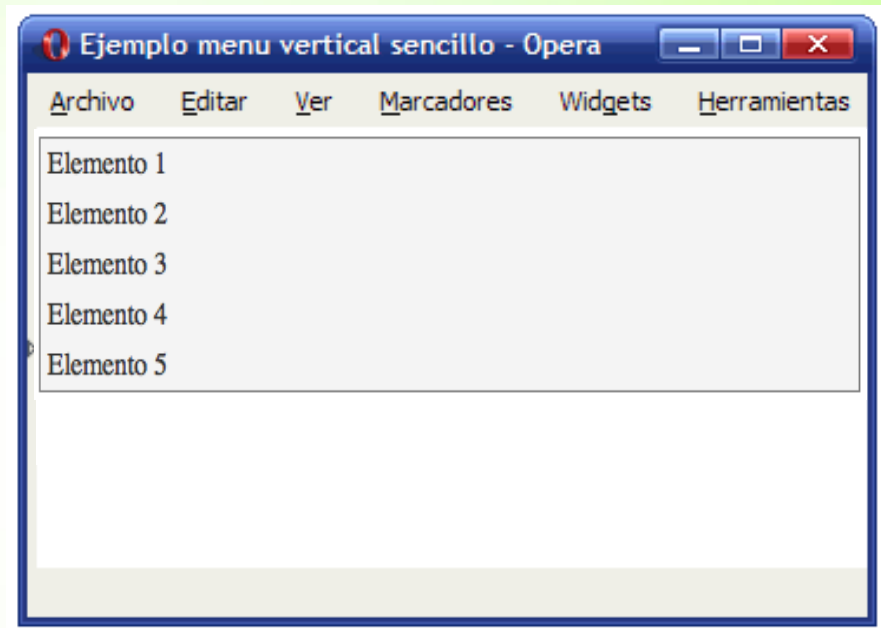 Ejemplo menu vertical sencillo - Opera
Archivo Editar Ver Marcadores Widgets Herramientas
Elemento 1
Elemento 2
Elemento 3
Elemento 4
Elemento 5